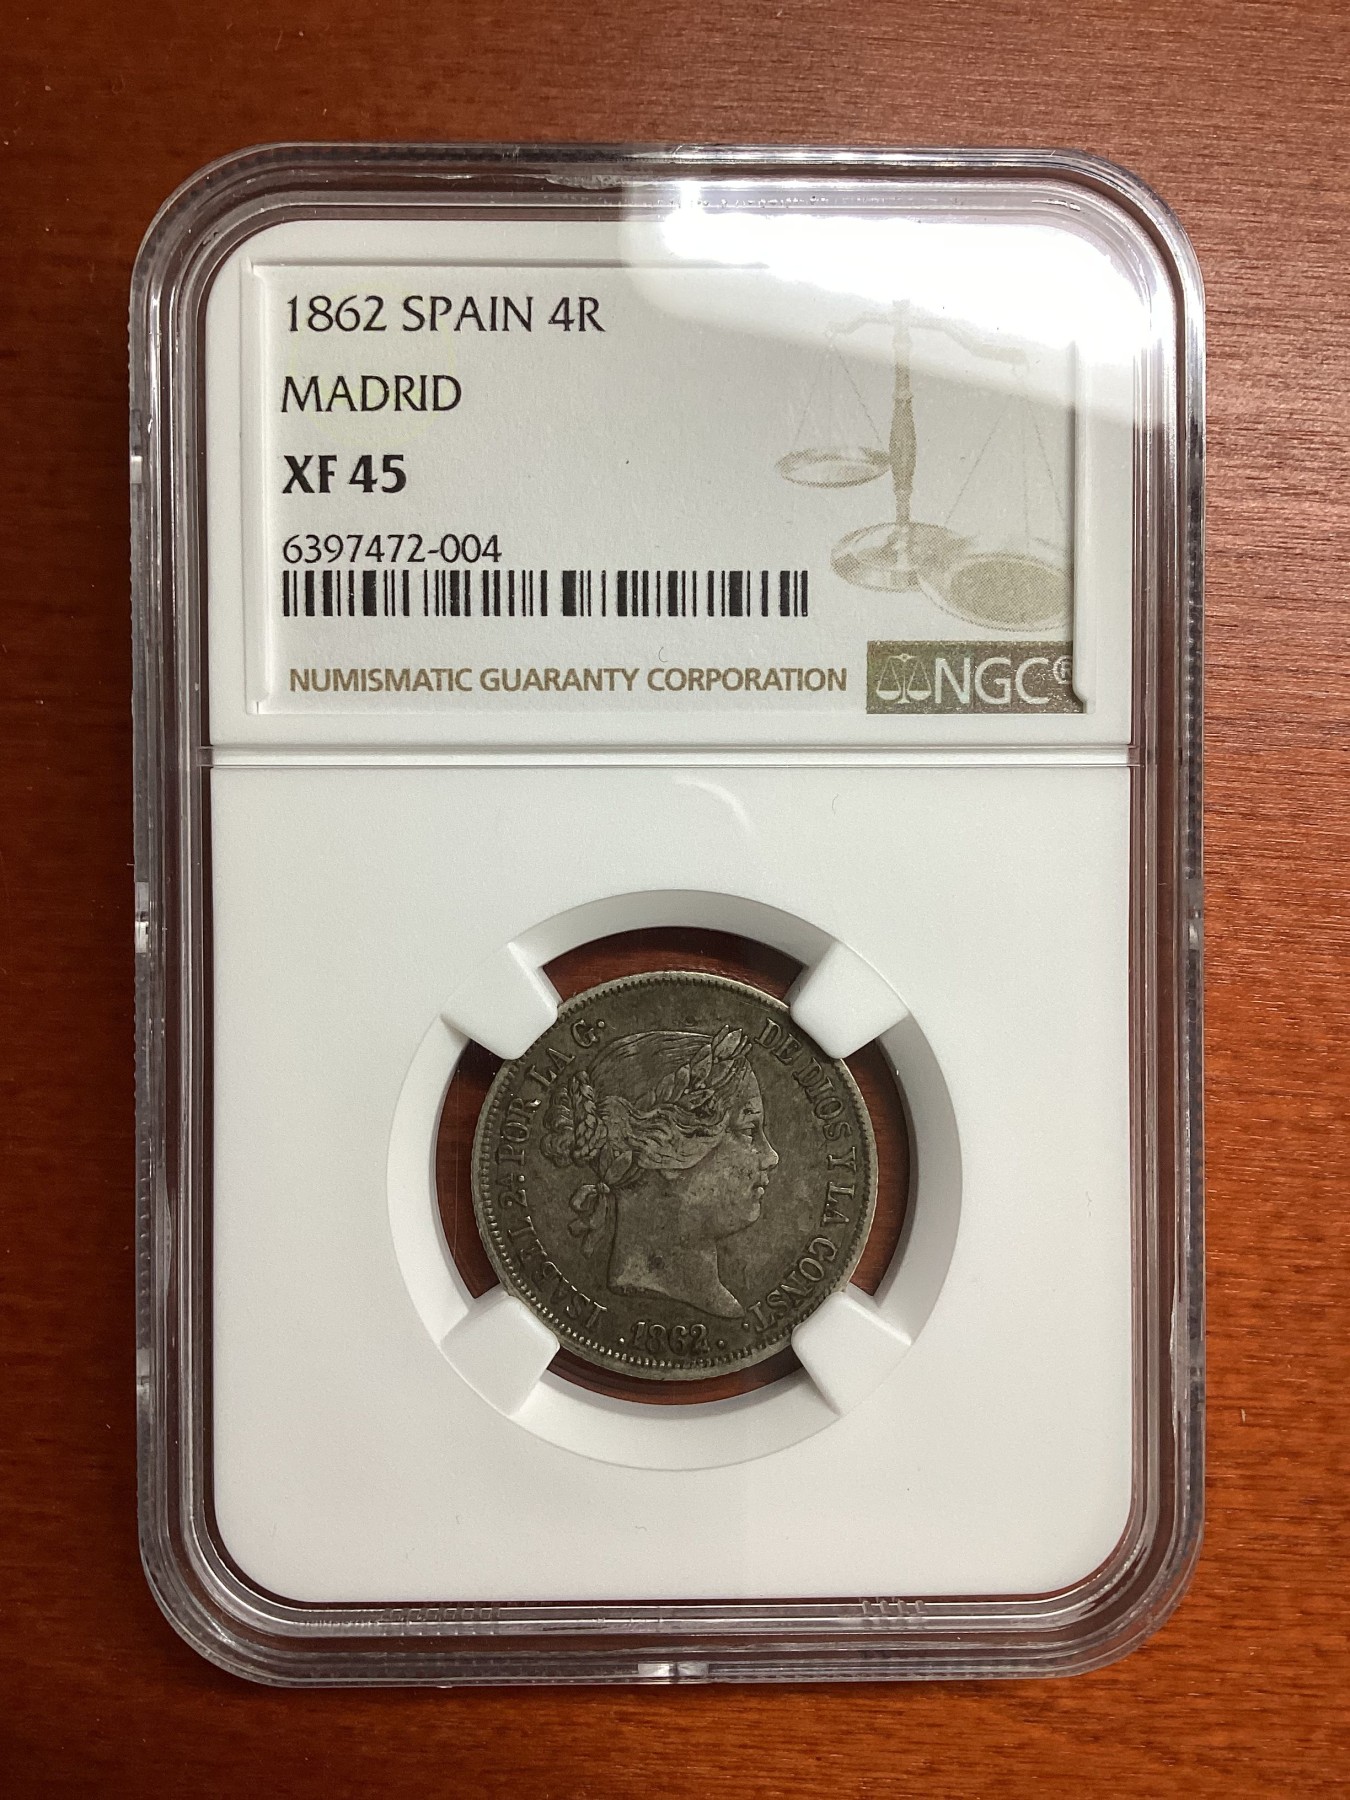 1862 SPAIN 4R
MADRID
XF 45
6397472-004
NUMISMATIC GUARANTY CORPORATION
NGC®
ISABEL 2ª. POR LA G. DE DIOS Y LA CONST.
.1862.